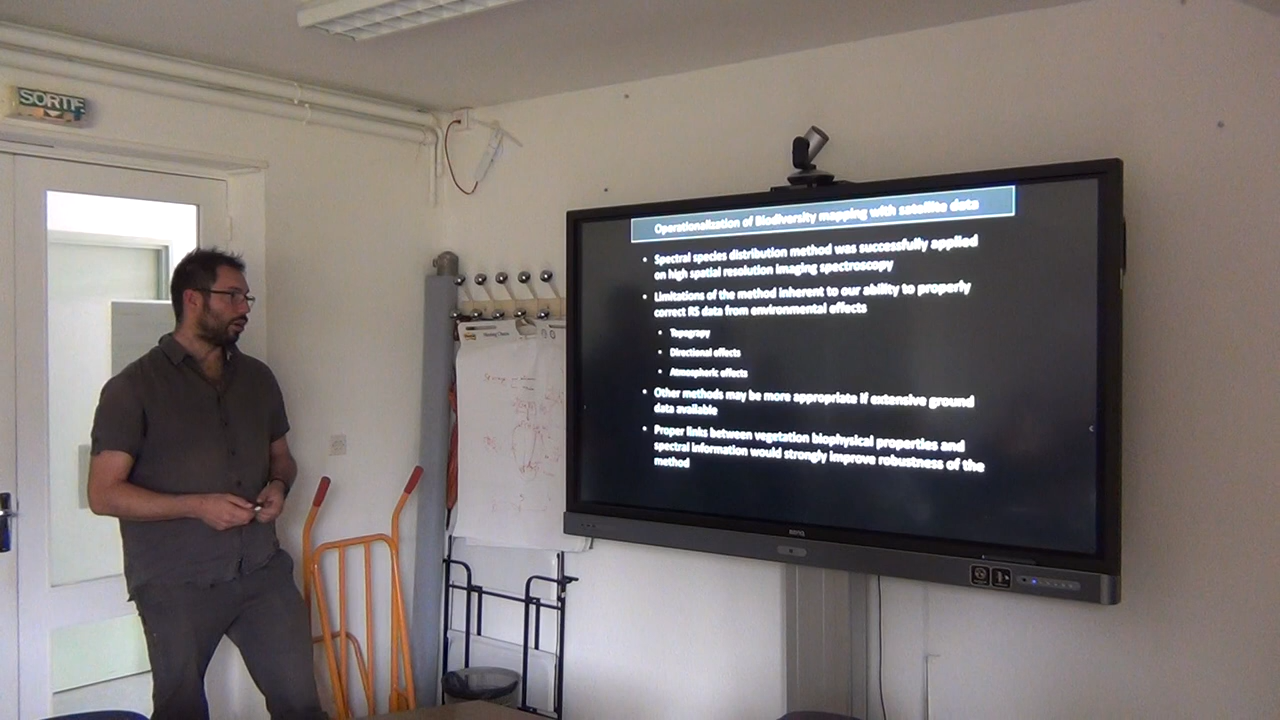 SORTIE
Operationalization of Biodiversity mapping with satellite data
• Spectral species distribution method was successfully applied
on high spatial resolution imaging spectroscopy
• Limitations of the method inherent to our ability to properly
correct RS data from environmental effects
• Topograpy
• Directional effects
• Atmospheric effects
• Other methods may be more appropriate if extensive ground
data available
• Proper links between vegetation biophysical properties and
spectral information would strongly improve robustness of the
method
BENQ